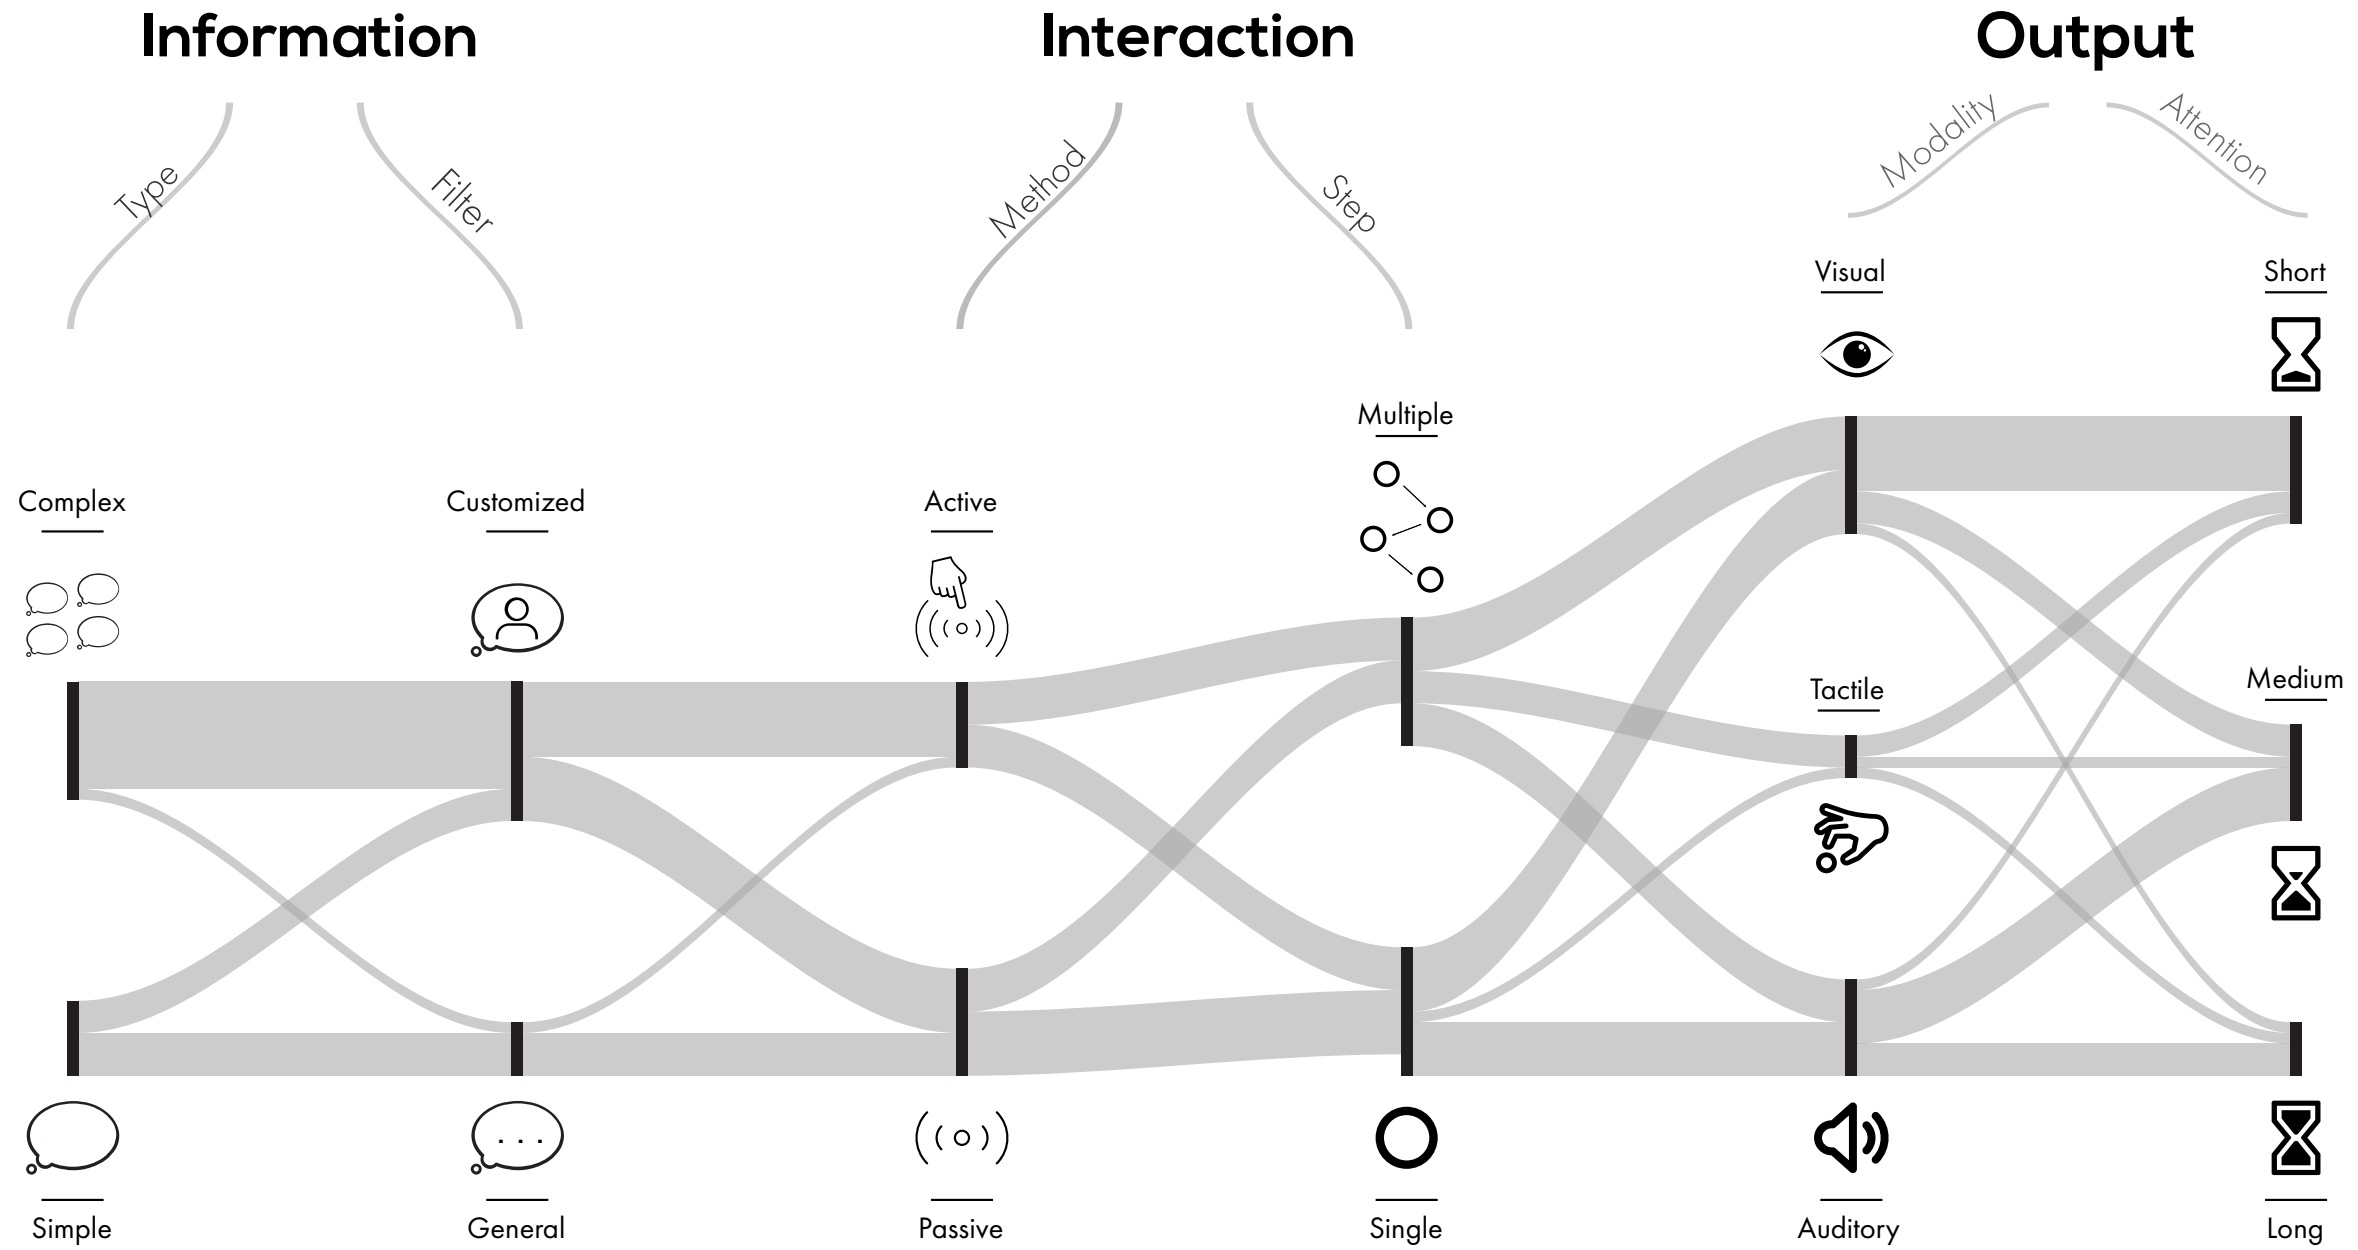 Information
Interaction
Output
Type
Filter
Method
Step
Modality
Attention
Visual
Short
Multiple
Complex
Customized
Active
Tactile
Medium
Simple
General
Passive
Single
Auditory
Long